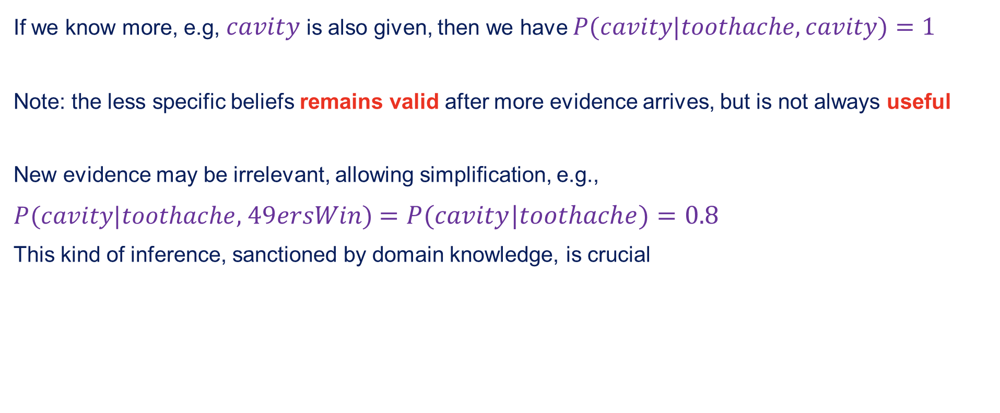 If we know more, e.g, cavity is also given, then we have P(cavity|toothache, cavity) = 1
Note: the less specific beliefs remains valid after more evidence arrives, but is not always useful
New evidence may be irrelevant, allowing simplification, e.g.,
P(cavity|toothache, 49ersWin) = P(cavity|toothache) = 0.8
This kind of inference, sanctioned by domain knowledge, is crucial